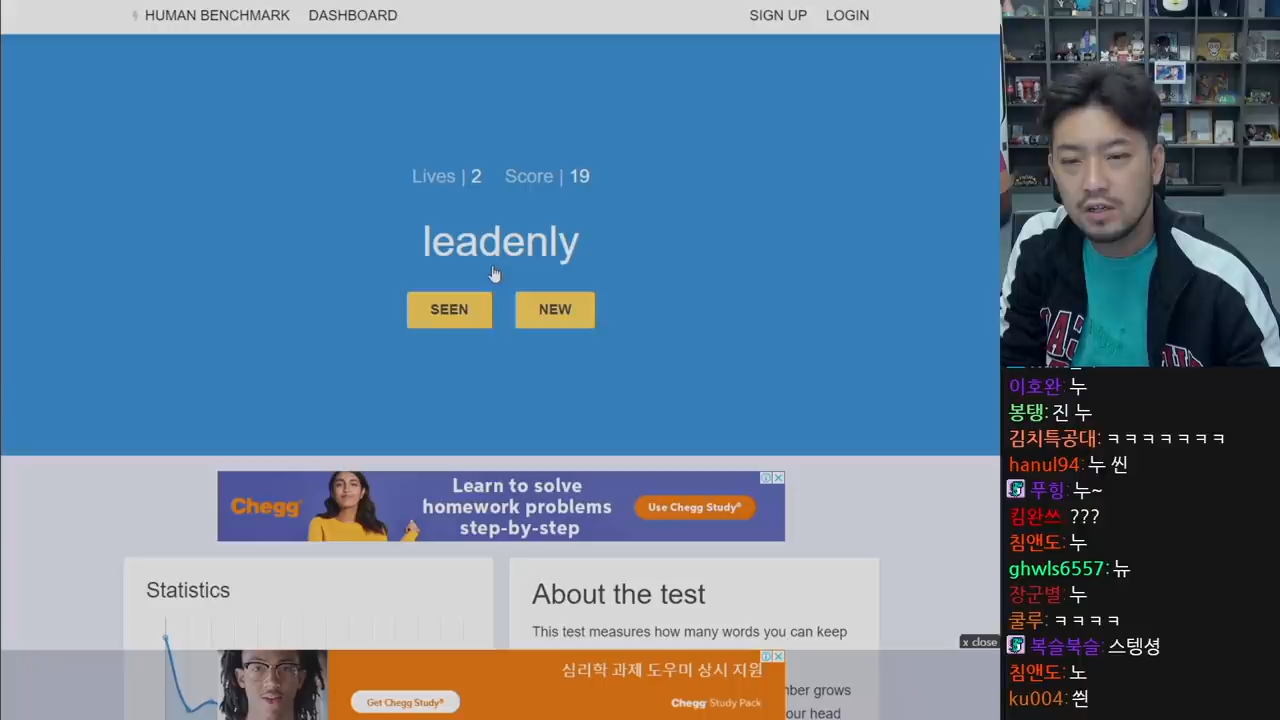 HUMAN BENCHMARK DASHBOARD SIGN UP LOGIN
Lives | 2 Score | 19
leadenly
SEEN NEW
Chegg
Learn to solve
homework problems
step-by-step
Use Chegg Study®
Statistics
About the test
This test measures how many words you can keep
x close
심리학 과제 도우미 상시 지원
Get Chegg Study®
Chegg Study Pack
mber grows
our head
이호완: 누
봉탱: 진 누
김치특공대: ㅋㅋㅋㅋㅋㅋㅋ
hanul94: 누 씬
푸힝: 누~
킴완쓰: ???
침앤도: 누
ghwls6557: 뉴
장군별: 누
쿨루: ㅋㅋㅋㅋ
복슬북슬: 스텡셩
침앤도: 노
ku004: 씐